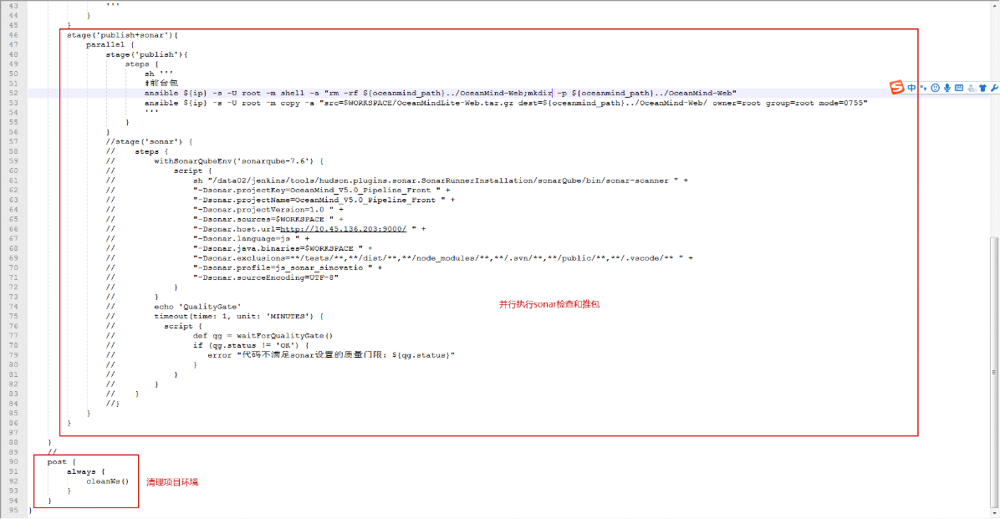 43 '''
44 }
45 }
46 stage('publish+sonar'){
47 parallel {
48 stage('publish'){
49 steps {
50 sh '''
51 #前台包
52 ansible ${ip} -s -U root -m shell -a "rm -rf ${oceanmind_path}../OceanMind-Web;mkdir -p ${oceanmind_path}../OceanMind-Web"
53 ansible ${ip} -s -U root -m copy -a "src=$WORKSPACE/OceanMindLite-Web.tar.gz dest=${oceanmind_path}../OceanMind-Web/ owner=root group=root mode=0755"
54 '''
55 }
56 }
57 //stage('sonar') {
58 // steps {
59 // withSonarQubeEnv('sonarqube-7.6') {
60 // script {
61 // sh "/data02/jenkins/tools/hudson.plugins.sonar.SonarRunnerInstallation/sonarQube/bin/sonar-scanner " +
62 // "-Dsonar.projectKey=OceanMind_V5.0_Pipeline_Front " +
63 // "-Dsonar.projectName=OceanMind_V5.0_Pipeline_Front " +
64 // "-Dsonar.projectVersion=1.0 " +
65 // "-Dsonar.sources=$WORKSPACE " +
66 // "-Dsonar.host.url=http://10.45.136.203:9000/ " +
67 // "-Dsonar.language=js " +
68 // "-Dsonar.java.binaries=$WORKSPACE " +
69 // "-Dsonar.exclusions=**/tests/**,**/dist/**,**/node_modules/**,**/.svn/**,**/public/**,**/.vscode/** " +
70 // "-Dsonar.profile=js_sonar_sinovatio " +
71 // "-Dsonar.sourceEncoding=UTF-8"
72 // }
73 // }
74 // echo 'QualityGate'
并行执行sonar检查和推包
75 // timeout(time: 1, unit: 'MINUTES') {
76 // script {
77 // def qg = waitForQualityGate()
78 // if (qg.status != 'OK') {
79 // error "代码不满足sonar设置的质量门限: ${qg.status}"
80 // }
81 // }
82 // }
83 // }
84 //}
85 }
86 }
87
88 }
89 //
90 post {
91 always {
92 cleanWs()
清理项目环境
93 }
94 }
95 }
中